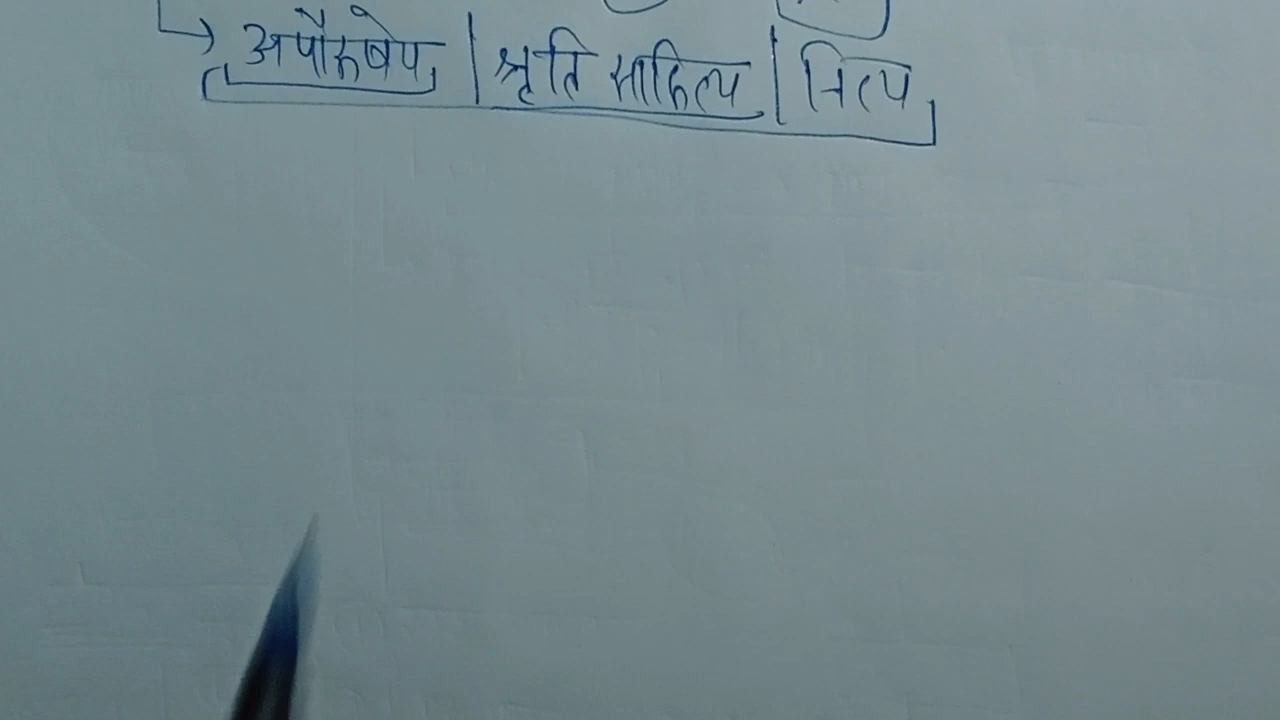 अपौरुषेय | श्रृति साहित्य | नित्य